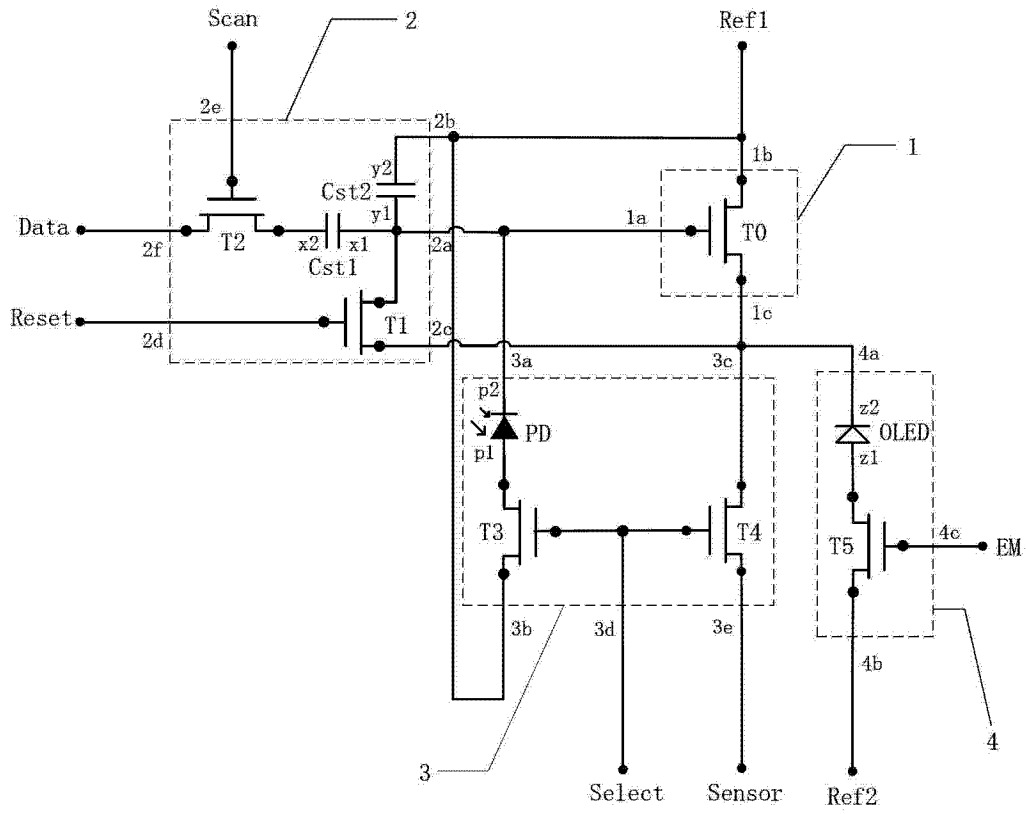 Scan
2
Ref1
2e
2b
1b
1
y2
Cst2
y1
1a
T0
Data
2f
T2
x2
x1
Cst1
2a
Reset
2d
T1
2c
1c
3a
3c
4a
p2
PD
p1
z2
OLED
z1
T3
T4
T5
4c
EM
3b
3d
3e
4b
3
4
Select
Sensor
Ref2